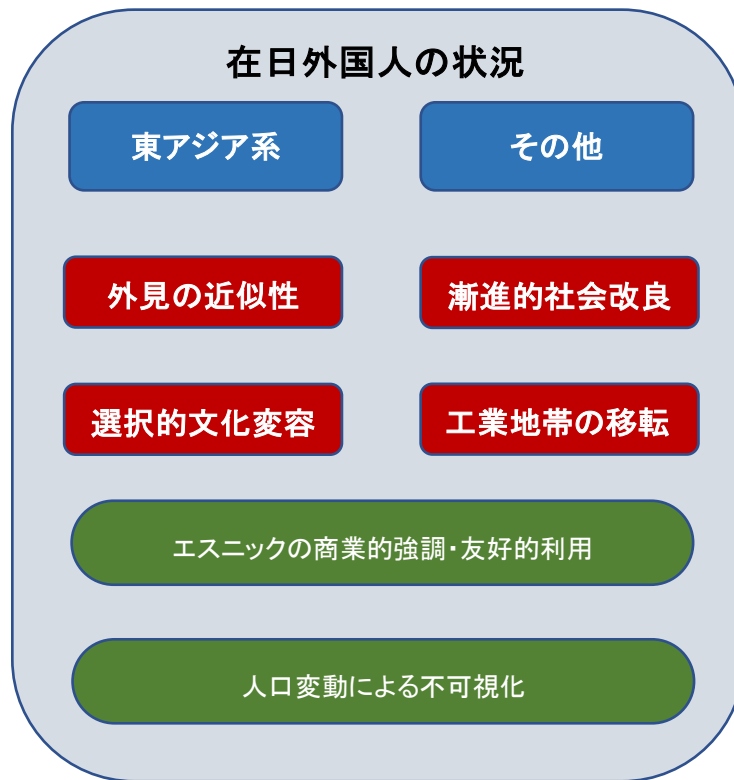 在日外国人の状況
東アジア系
その他
外見の近似性
漸進的社会改良
選択的文化変容
工業地帯の移転
エスニックの商業的強調・友好的利用
人口変動による不可視化